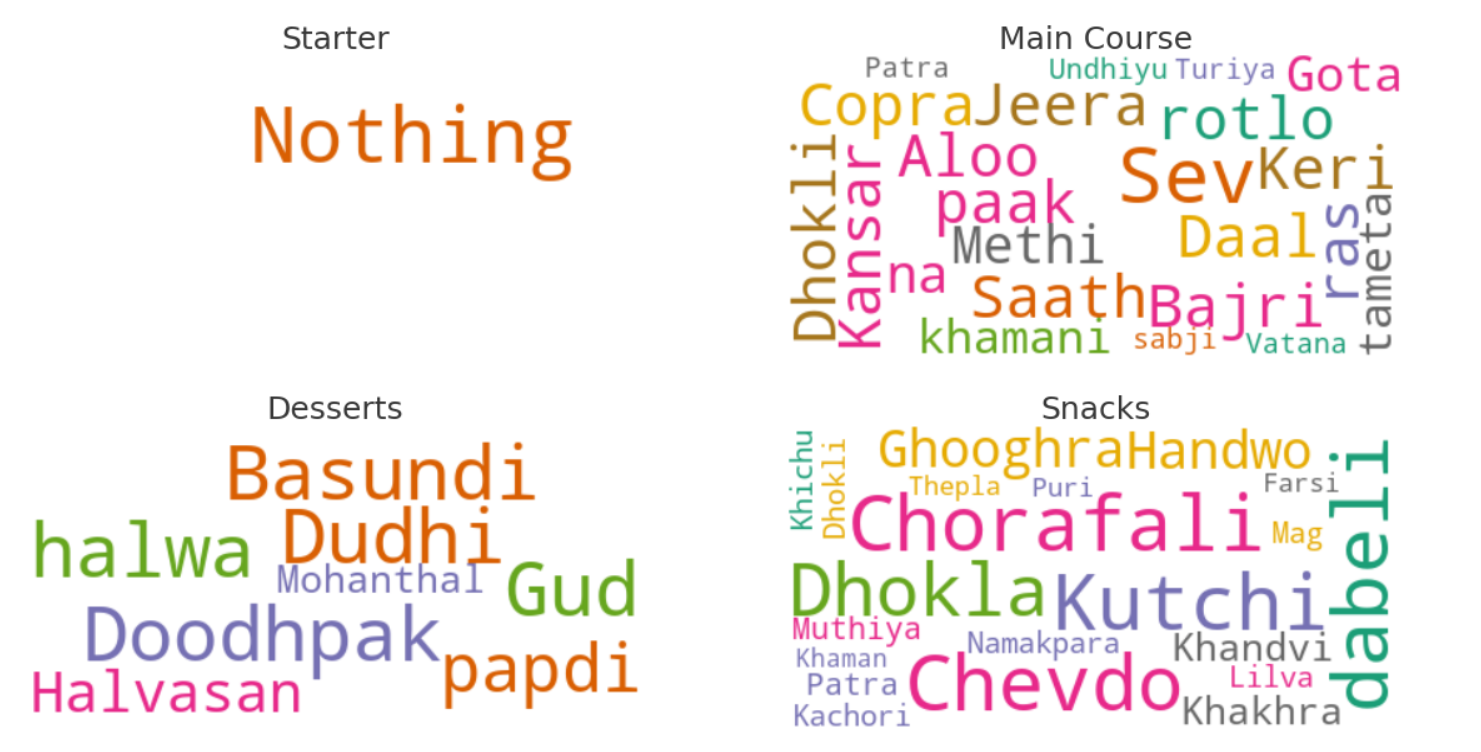 Starter
Nothing
Main Course
Patra
Undhiyu
Turiya
Gota
Copra
Jeera
rotlo
Dhokli
Kansar
Aloo
Sev
Keri
paak
Methi
Daal
ras
tameta
na
Saath
Bajri
khamani
sabji
Vatana
Desserts
Basundi
halwa
Dudhi
Mohanthal
Gud
Doodhpak
papdi
Halvasan
Snacks
Khichu
Dhokli
Ghooghra
Handwo
Thepla
Puri
Farsi
dabeli
Chorafali
Mag
Dhokla
Kutchi
Muthiya
Namakpara
Khandvi
Khaman
Patra
Chevdo
Lilva
Kachori
Khakhra